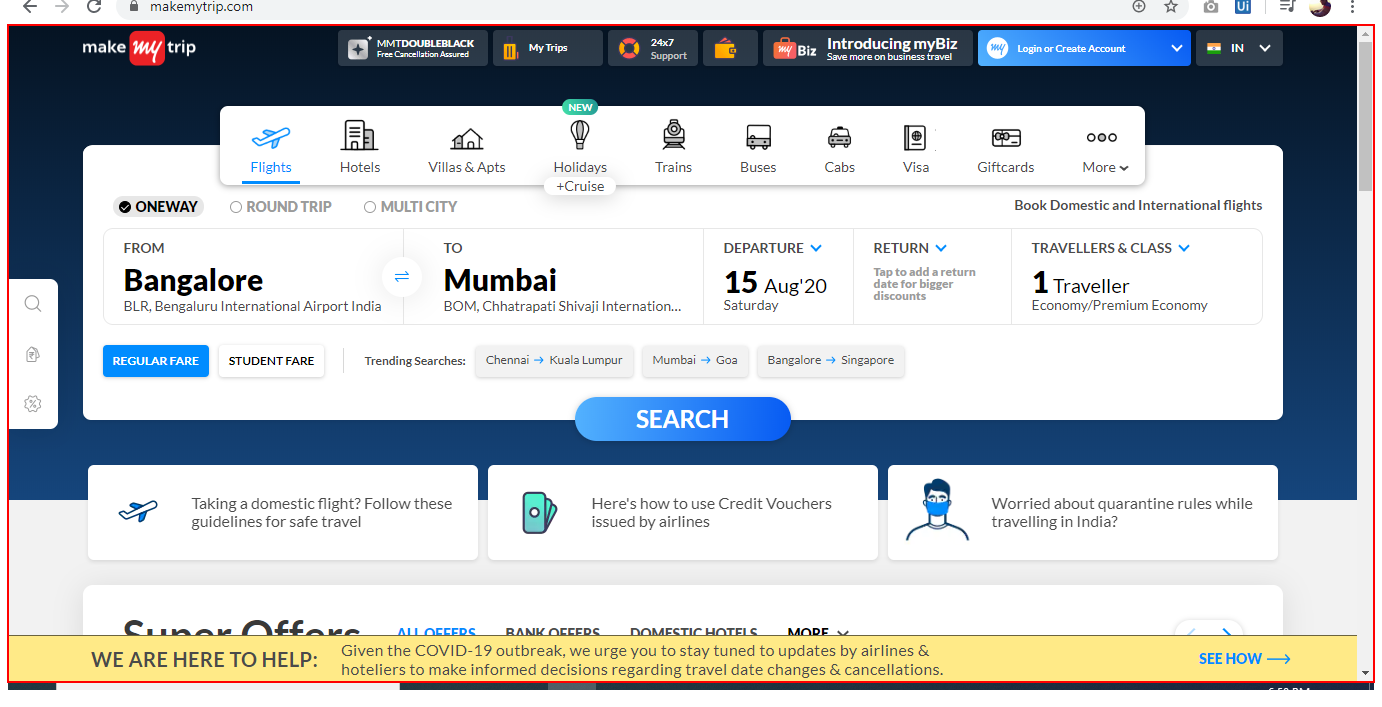 makemytrip.com
Ui
make my trip
MMTDOUBLEBLACK
Free Cancellation Assured
My Trips
24x7
Support
my Biz
Introducing myBiz
Save more on business travel
my
Login or Create Account
IN
NEW
Flights
Hotels
Villas & Apts
Holidays
+Cruise
Trains
Buses
Cabs
Visa
Giftcards
More
ONEWAY
ROUND TRIP
MULTI CITY
Book Domestic and International flights
FROM
Bangalore
BLR, Bengaluru International Airport India
TO
Mumbai
BOM, Chhatrapati Shivaji Internation...
DEPARTURE
15 Aug'20
Saturday
RETURN
Tap to add a return
date for bigger
discounts
TRAVELLERS & CLASS
1 Traveller
Economy/Premium Economy
REGULAR FARE
STUDENT FARE
Trending Searches:
Chennai → Kuala Lumpur
Mumbai → Goa
Bangalore → Singapore
SEARCH
Taking a domestic flight? Follow these
guidelines for safe travel
Here's how to use Credit Vouchers
issued by airlines
Worried about quarantine rules while
travelling in India?
Super Offers
ALL OFFERS
BANK OFFERS
DOMESTIC HOTELS
MORE
WE ARE HERE TO HELP:
Given the COVID-19 outbreak, we urge you to stay tuned to updates by airlines &
hoteliers to make informed decisions regarding travel date changes & cancellations.
SEE HOW